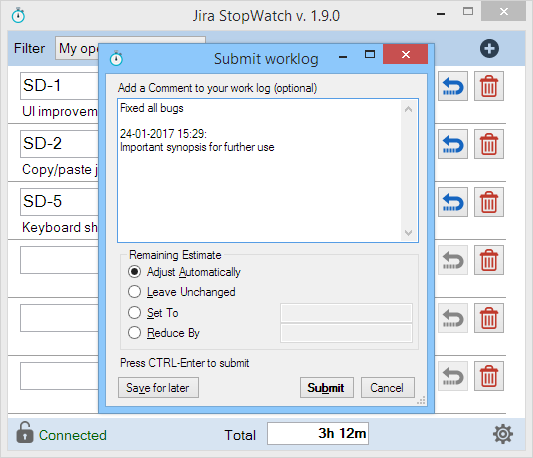 Jira StopWatch v. 1.9.0
Filter
My ope
Submit worklog
Add a Comment to your work log (optional)
Fixed all bugs
24-01-2017 15:29:
Important synopsis for further use
SD-1
UI improvem
SD-2
Copy/paste j
SD-5
Keyboard sh
Remaining Estimate
Adjust Automatically
Leave Unchanged
Set To
Reduce By
Press CTRL-Enter to submit
Save for later
Submit
Cancel
Connected
Total
3h 12m